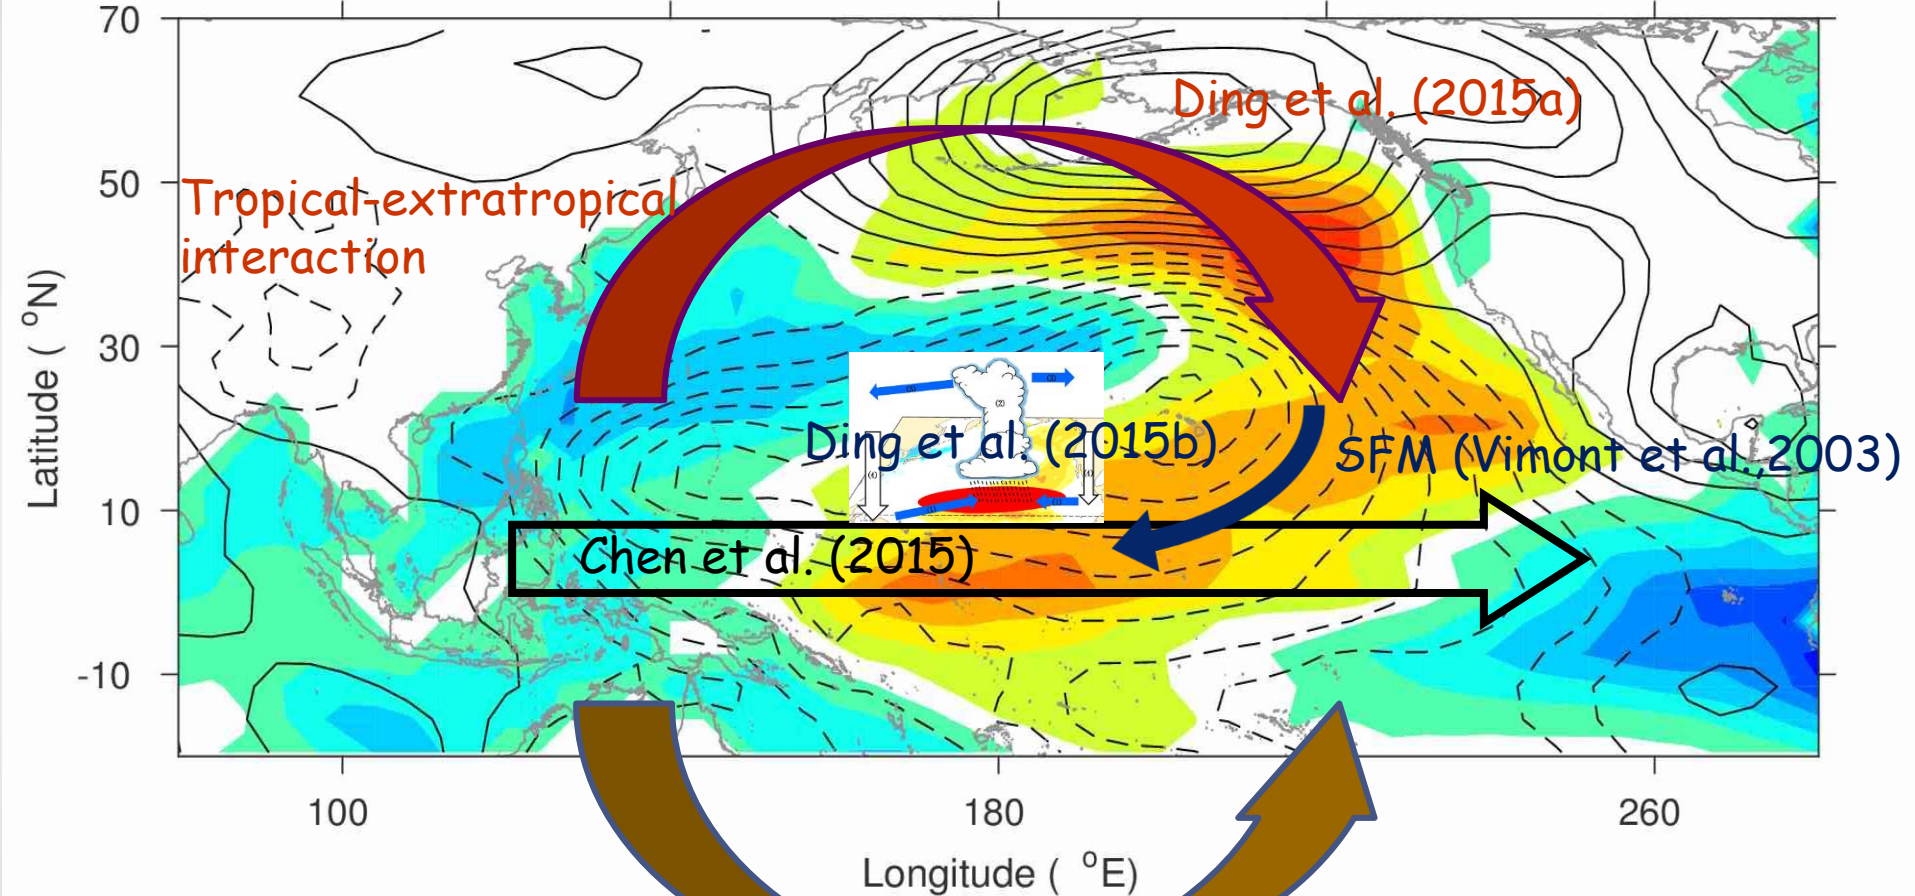 70
Ding et al. (2015a)
50
Tropical-extratropical
interaction
30
Ding et al. (2015b)
SFM (Vimont et al.,2003)
10
Chen et al. (2015)
-10
Latitude ( °N)
100
180
260
Longitude ( °E)